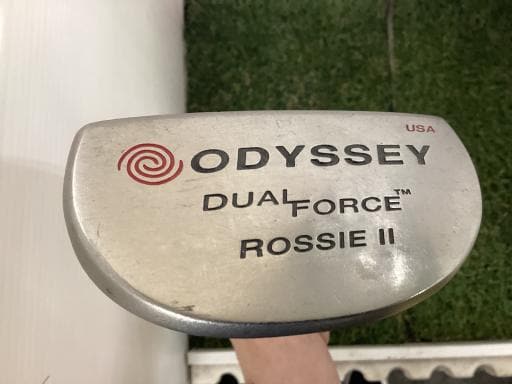 USA
ODYSSEY
DUAL FORCE™
ROSSIE II